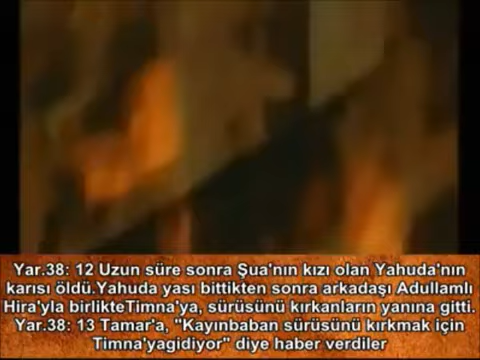 Yar.38: 12 Uzun süre sonra Şua'nın kızı olan Yahuda'nın
karısı öldü.Yahuda yası bittikten sonra arkadaşı Adullamlı
Hira'yla birlikteTimna'ya, sürüsünü kırkanların yanına gitti.
Yar.38: 13 Tamar'a, "Kayınbaban sürüsünü kırkmak için
Timna'yagidiyor" diye haber verdiler